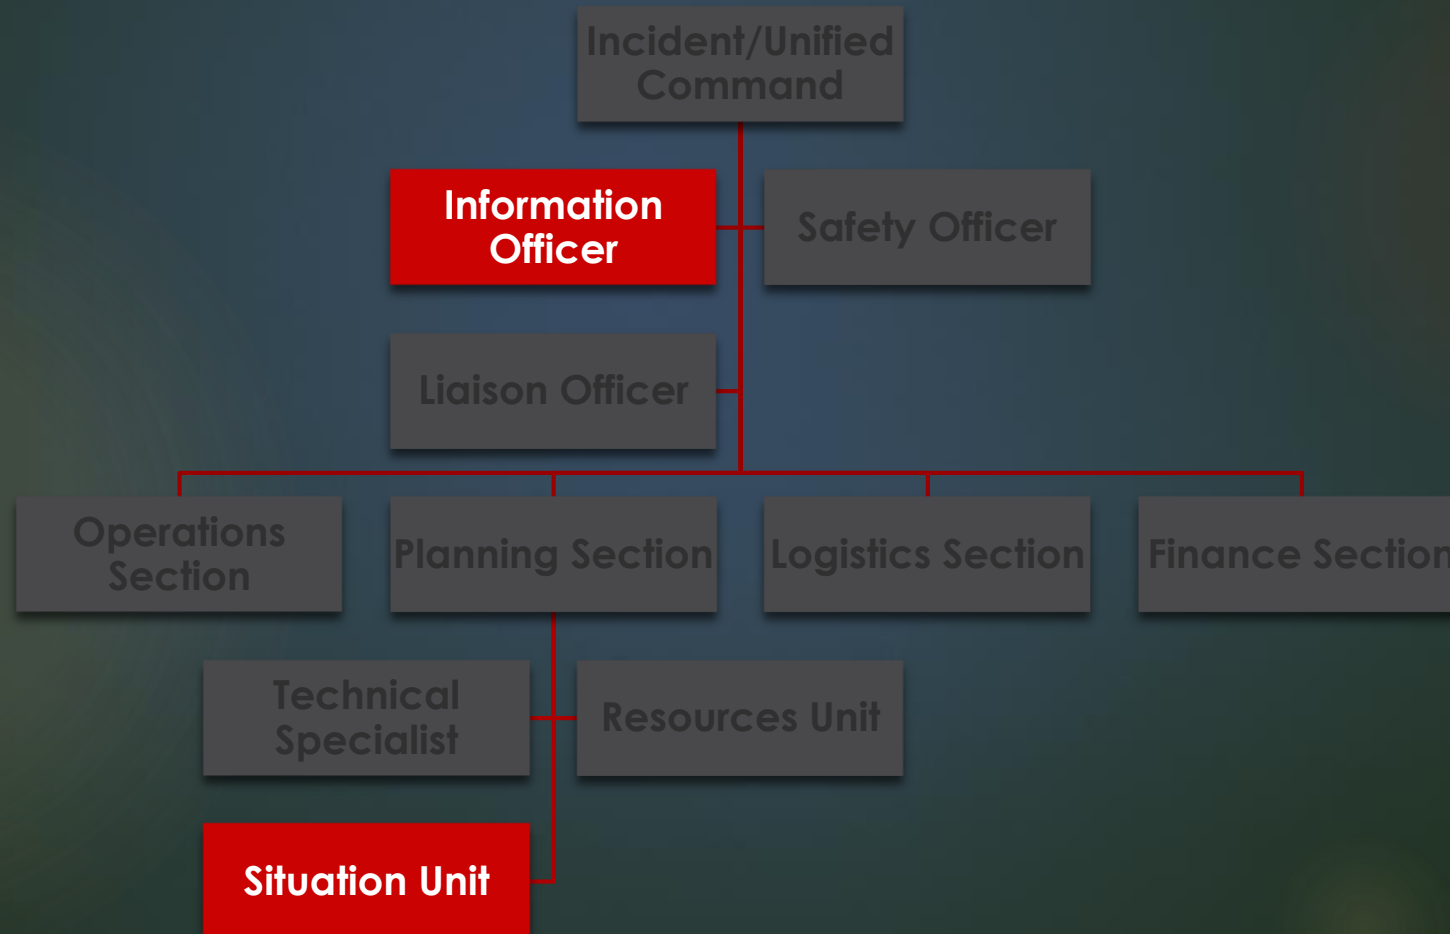 Incident/Unified
Command
Information
Officer
Safety Officer
Liaison Officer
Operations
Section
Planning Section
Logistics Section
Finance Section
Technical
Specialist
Resources Unit
Situation Unit